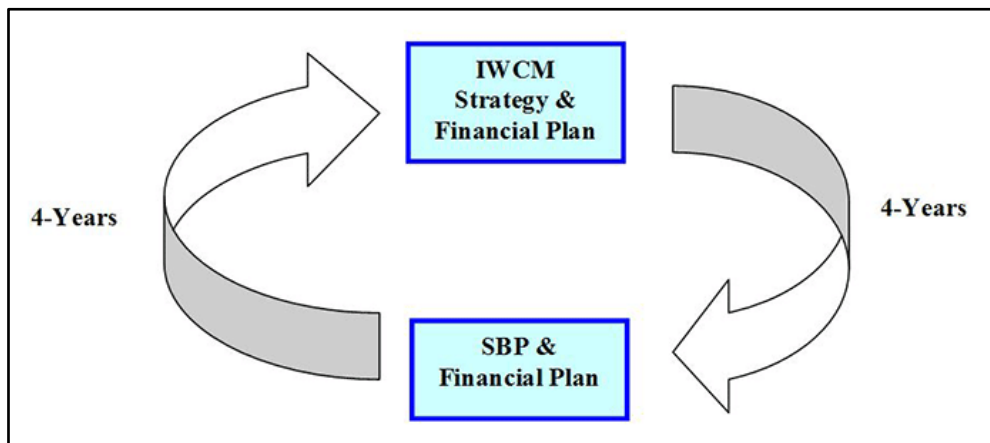 IWCM
Strategy &
Financial Plan
4-Years
4-Years
SBP &
Financial Plan